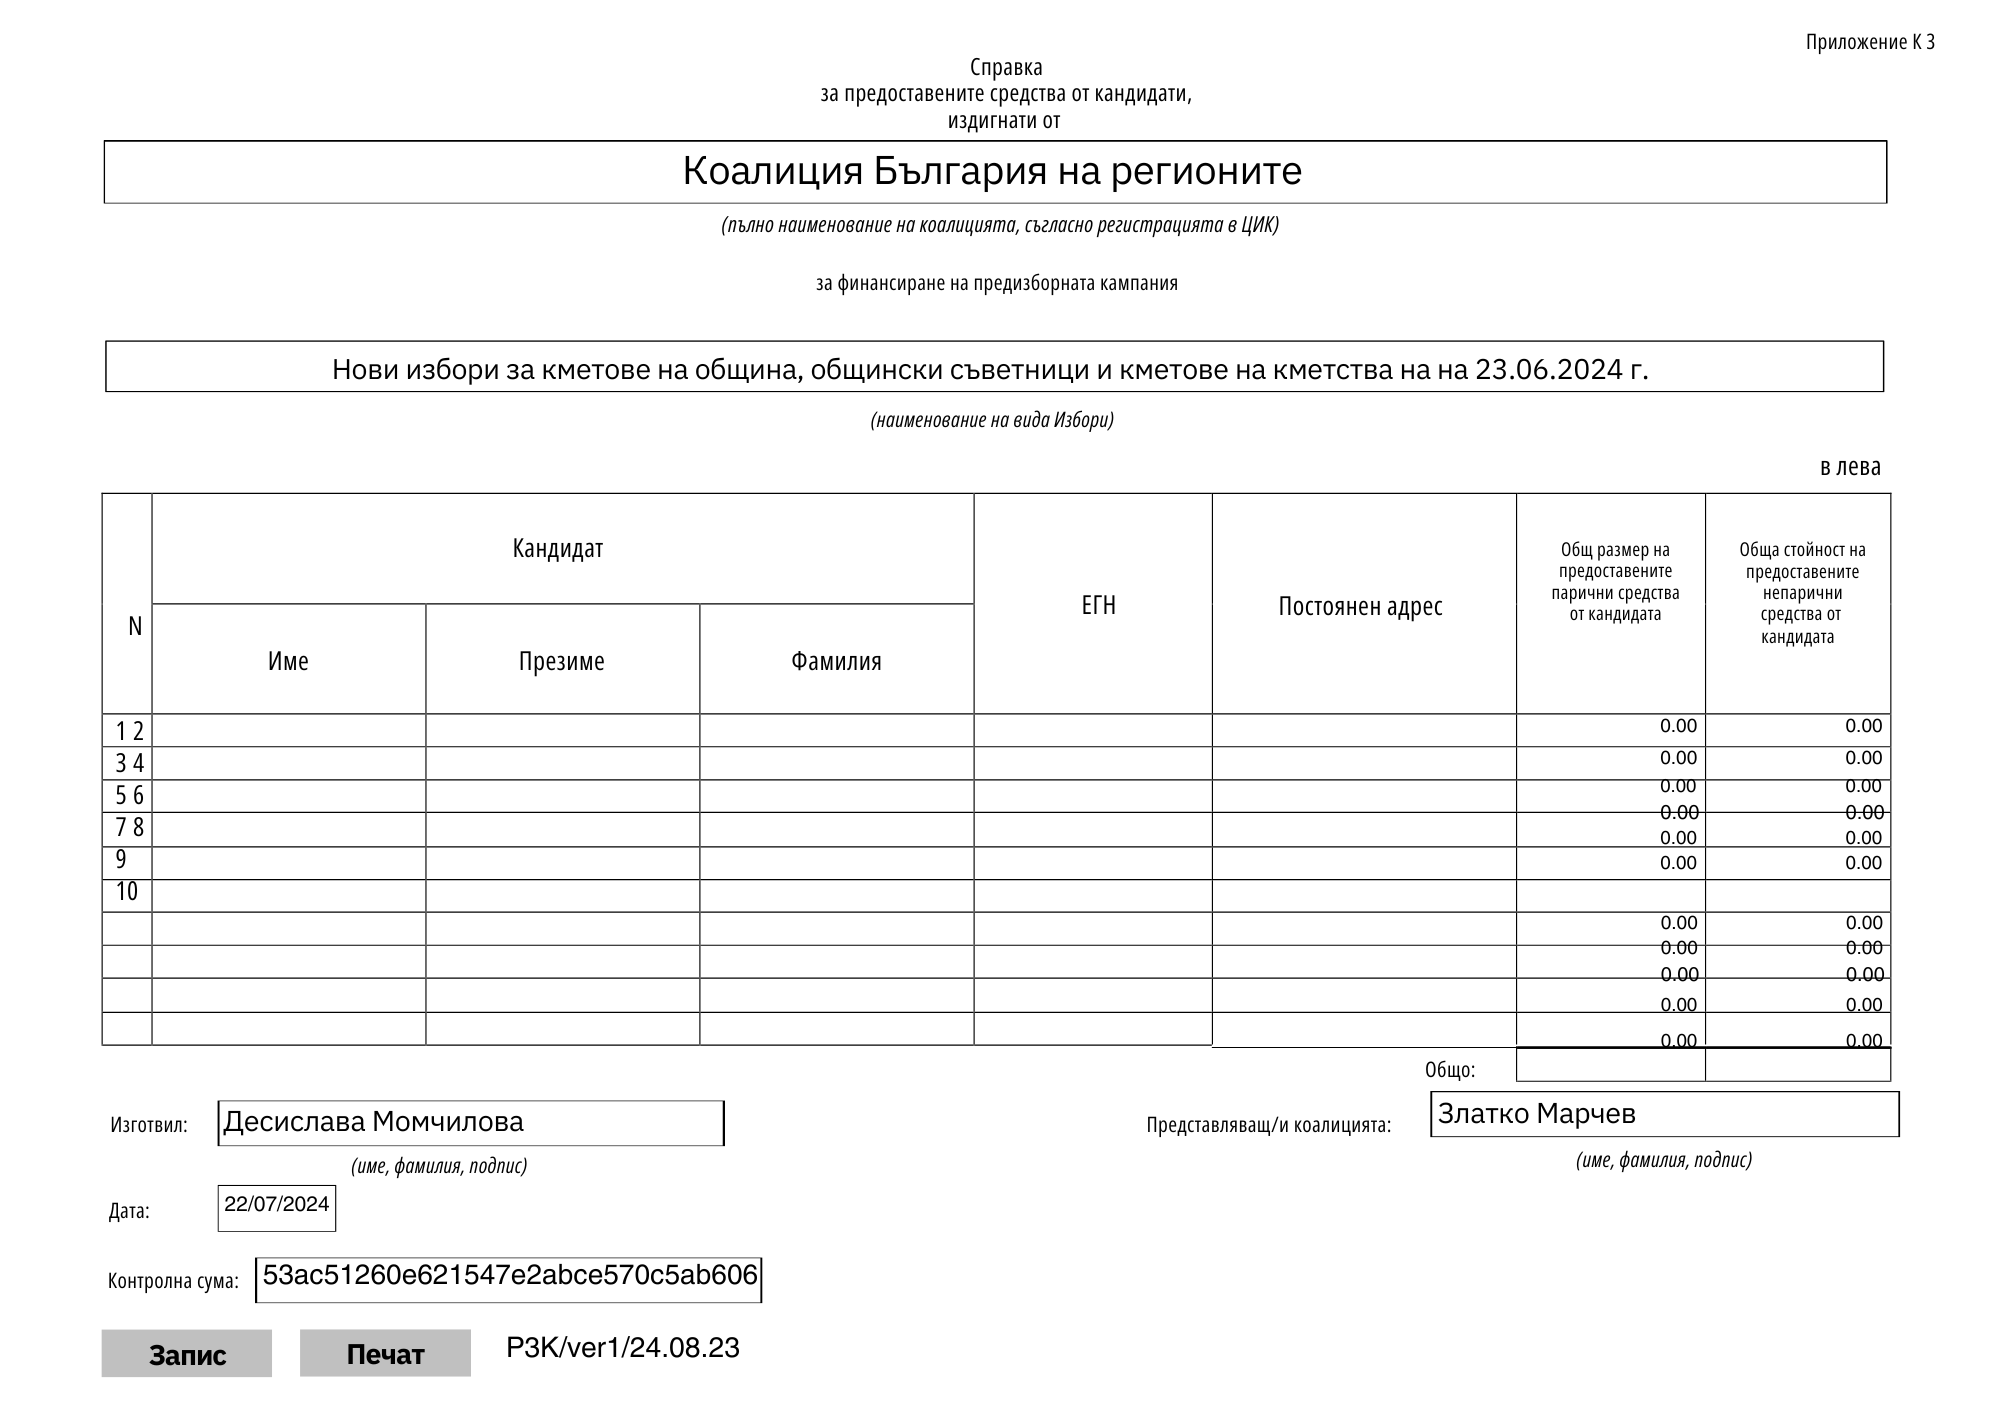 Приложение К 3
Справка
за предоставените средства от кандидати,
издигнати от
Коалиция България на регионите
(пълно наименование на коалицията, съгласно регистрацията в ЦИК)
за финансиране на предизборната кампания
Нови избори за кметове на община, общински съветници и кметове на кметства на на 23.06.2024 г.
(наименование на вида Избори)
в лева
N
Кандидат
Име
Презиме
Фамилия
ЕГН
Постоянен адрес
Общ размер на
предоставените
парични средства
от кандидата
Обща стойност на
предоставените
непарични
средства от
кандидата
1 2 0.00 0.00
3 4 0.00 0.00
5 6 0.00 0.00
0.00 0.00
7 8 0.00 0.00
9 0.00 0.00
10
0.00 0.00
0.00 0.00
0.00 0.00
0.00 0.00
0.00 0.00
Общо:
Изготвил: Десислава Момчилова
(име, фамилия, подпис)
Представляващ/и коалицията: Златко Марчев
(име, фамилия, подпис)
Дата: 22/07/2024
Контролна сума: 53ac51260e621547e2abce570c5ab606
Запис Печат P3K/ver1/24.08.23